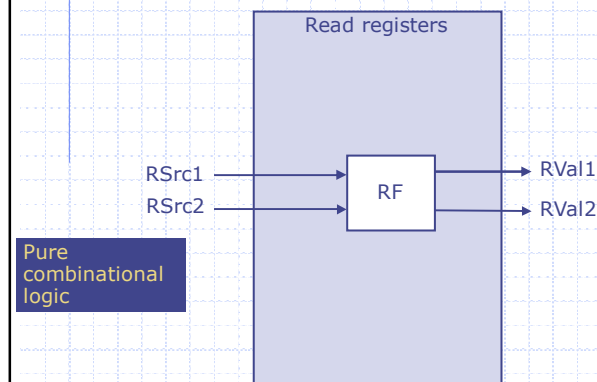 Read registers
RSrc1
RSrc2
RF
RVal1
RVal2
Pure
combinational
logic